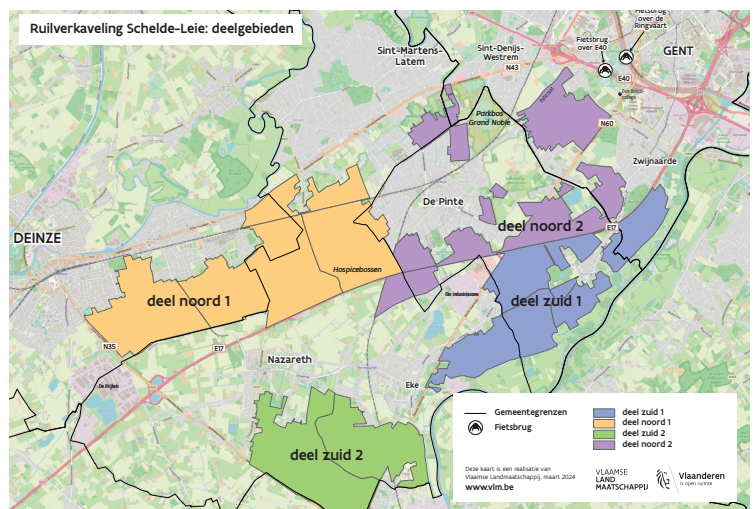 Ruilverkaveling Schelde-Leie: deelgebieden
Fietsbrug
over de
Ringvaart
Fietsbrug
over E40
GENT
Sint-Martens-
Latem
Sint-Denijs-
Westrem
N43
E40
Parkbos
Grand Noble
N60
Zwijnaarde
De Pinte
deel noord 2
E17
DEINZE
Hospicebossen
deel noord 1
deel zuid 1
N35
E17
Nazareth
Eke
De Prijkels
deel zuid 2
Gemeentegrenzen
Fietsbrug
deel zuid 1
deel noord 1
deel zuid 2
deel noord 2
Deze kaart is een realisatie van
Vlaamse Landmaatschappij, maart 2024
www.vlm.be
VLAAMSE
LAND
MAATSCHAPPIJ
Vlaanderen
is open ruimte